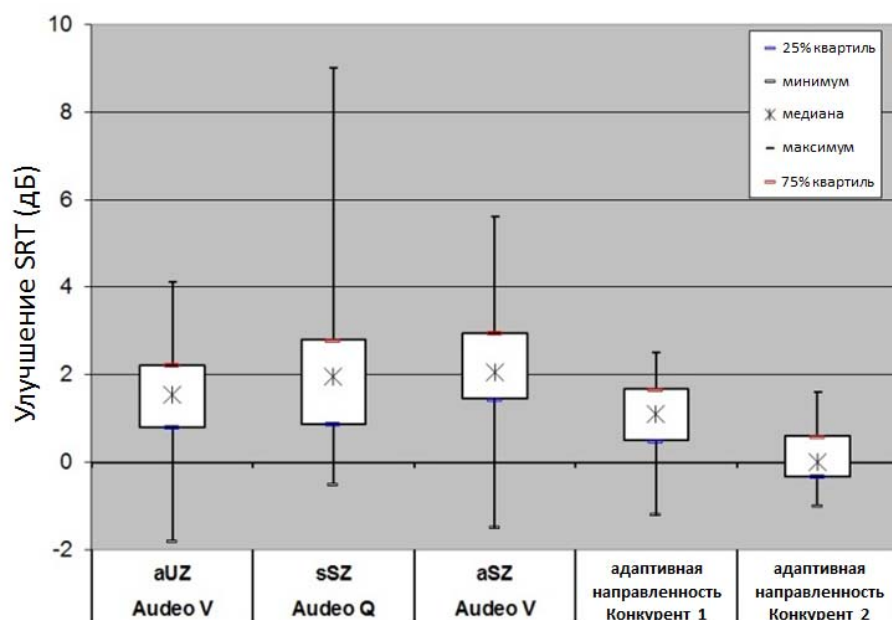 Улучшение SRT (дБ)
10
8
6
4
2
0
-2
25% квартиль
минимум
медиана
максимум
75% квартиль
aUZ
Audeo V
sSZ
Audeo Q
aSZ
Audeo V
адаптивная
направленность
Конкурент 1
адаптивная
направленность
Конкурент 2